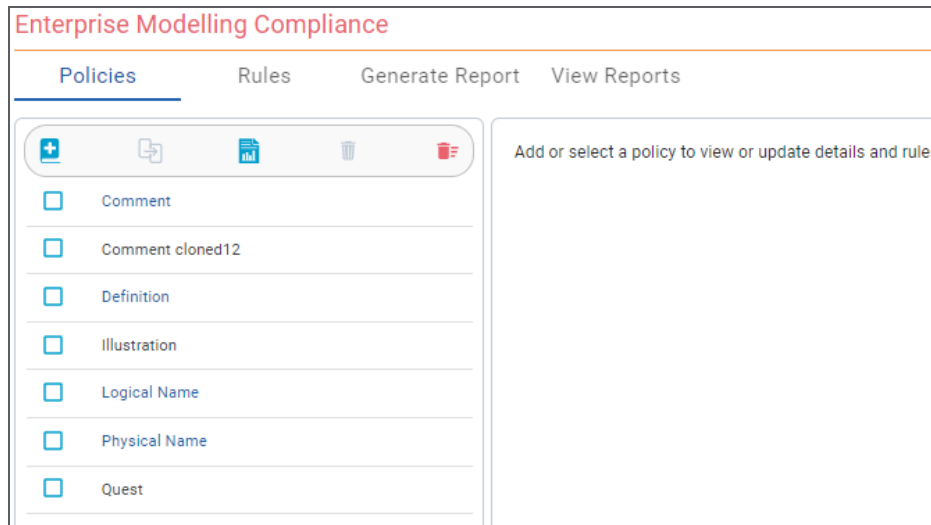 Enterprise Modelling Compliance
Policies Rules Generate Report View Reports
Add or select a policy to view or update details and rule
Comment
Comment cloned12
Definition
Illustration
Logical Name
Physical Name
Quest